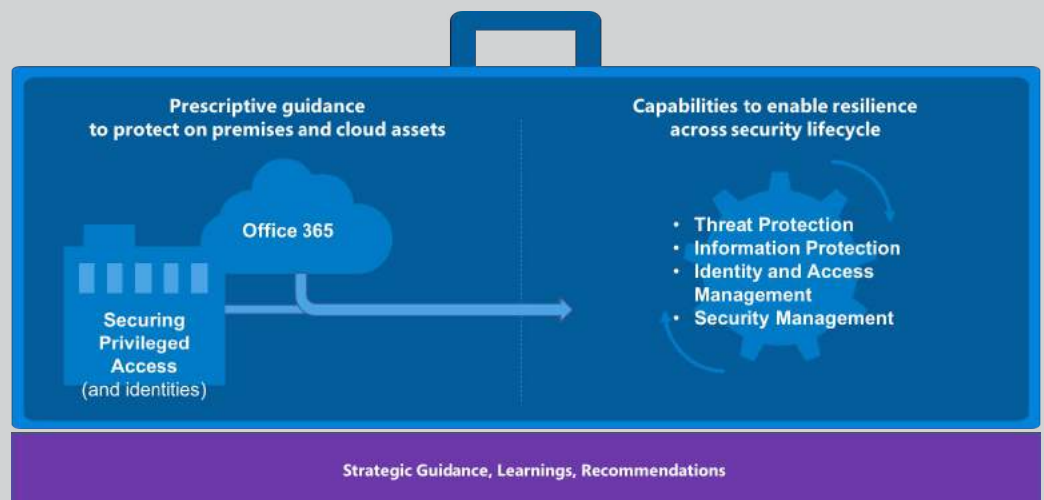 Prescriptive guidance
to protect on premises and cloud assets
Office 365
Securing
Privileged
Access
(and identities)
Capabilities to enable resilience
across security lifecycle
• Threat Protection
• Information Protection
• Identity and Access
Management
• Security Management
Strategic Guidance, Learnings, Recommendations